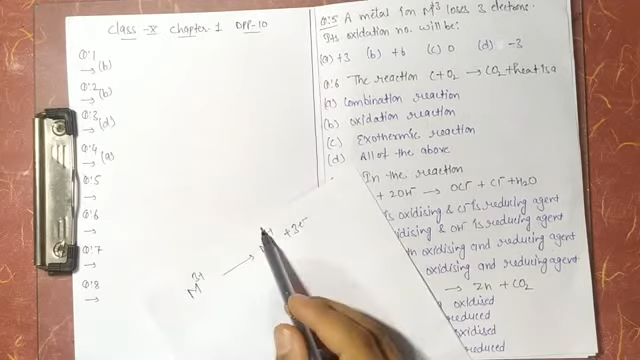 Class -X Chapter-1 DPP-10
Q:1
→ (b)
Q:2
→ (b)
Q:3
→ (d)
Q:4
→ (a)
Q:5
→
Q:6
→
Q:7
→
Q:8
→
Q:5 A metal ion M³ loses 3 electrons.
Its oxidation no. will be:
(a) +3 (b) +6 (c) 0 (d) -3
Q:6 The reaction C+O₂ → CO₂ + heat is a
(a) Combination reaction
(b) oxidation reaction
(c) Exothermic reaction
(d) All of the above
In the reaction
+ 2OH⁻ → OCl⁻ + Cl⁻ + H₂O
is oxidising & Cl⁻ is reducing agent
& OH⁻ is reducing agent
oxidising and reducing agent
oxidising and reducing agent
→ Zn + CO₂
oxidised
reduced
oxidised
reduced
M³⁺ → +3e⁻